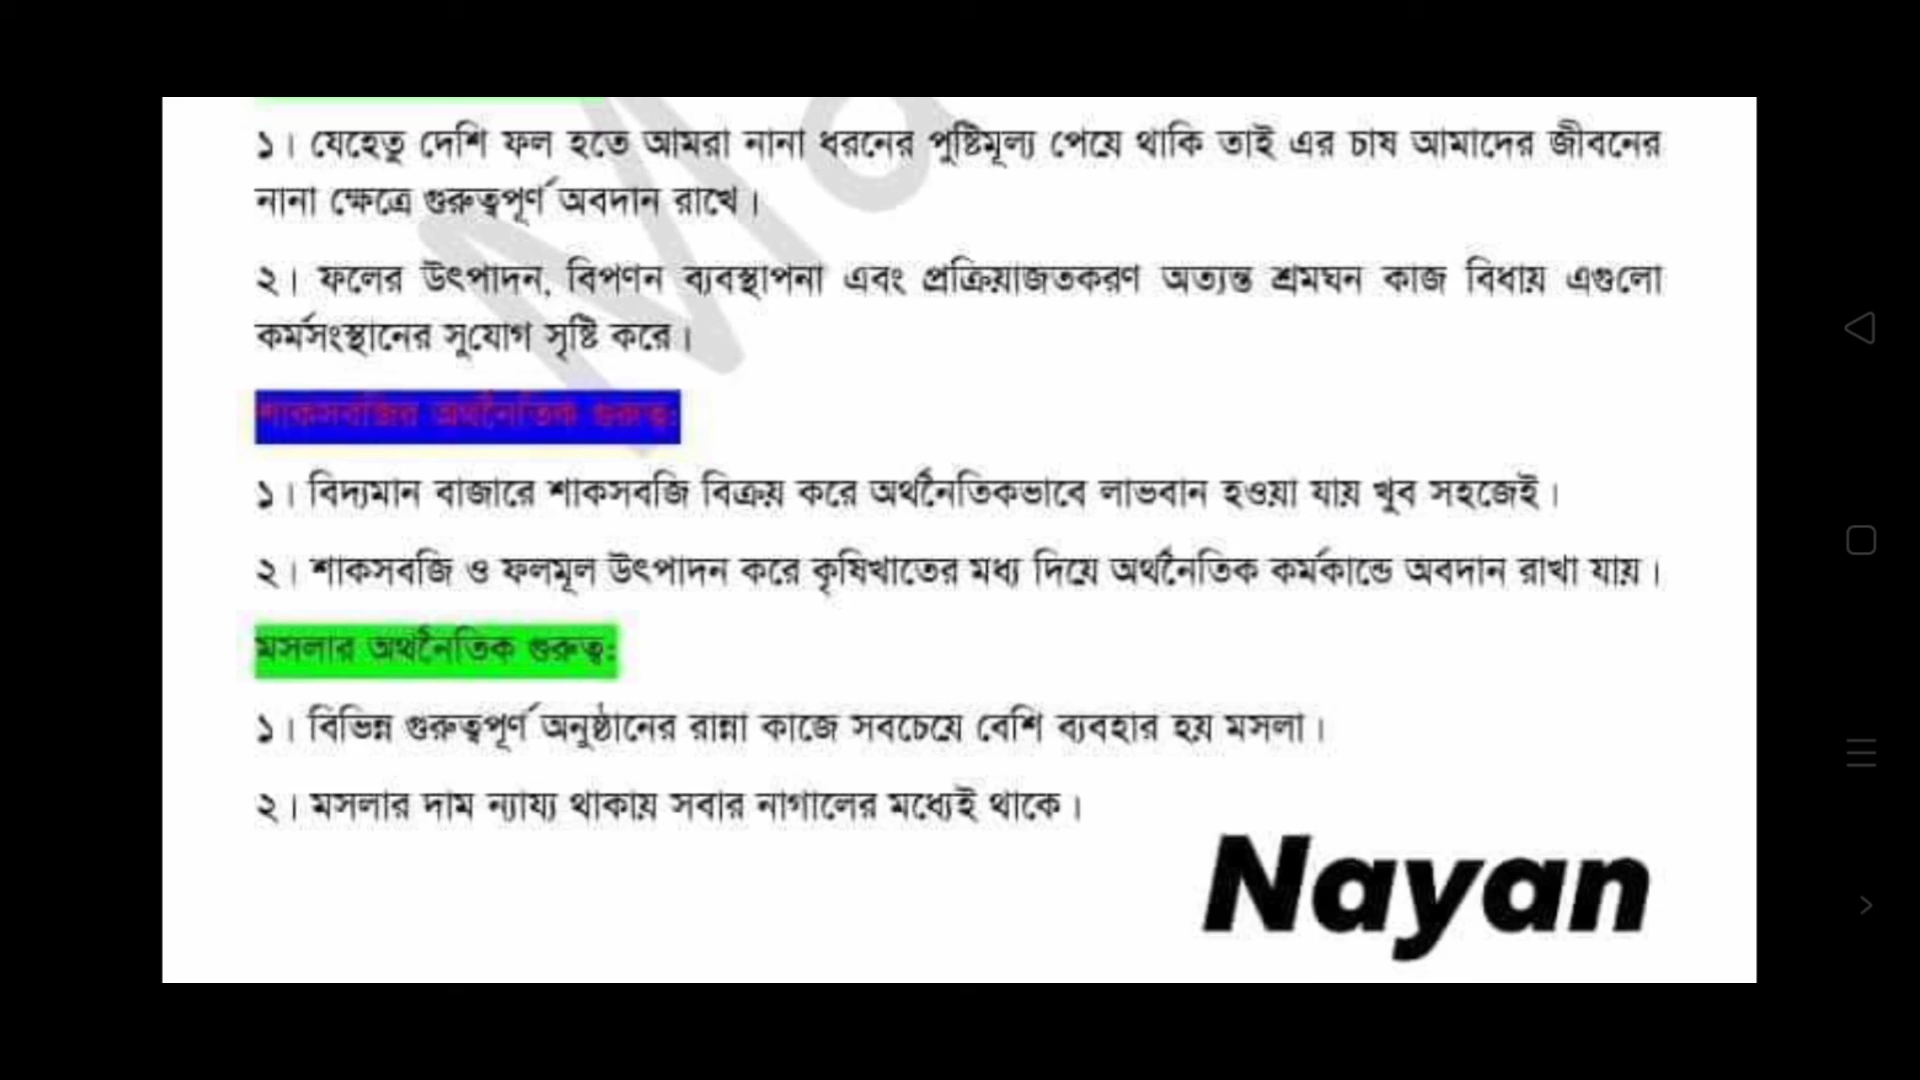 ১। যেহেতু দেশি ফল হতে আমরা নানা ধরনের পুষ্টিমূল্য পেয়ে থাকি তাই এর চাষ আমাদের জীবনের
নানা ক্ষেত্রে গুরুত্বপূর্ণ অবদান রাখে।
২। ফলের উৎপাদন, বিপণন ব্যবস্থাপনা এবং প্রক্রিয়াজতকরণ অত্যন্ত শ্রমঘন কাজ বিধায় এগুলো
কর্মসংস্থানের সুযোগ সৃষ্টি করে।
শাকসবজির অর্থনৈতিক গুরুত্ব:
১। বিদ্যমান বাজারে শাকসবজি বিক্রয় করে অর্থনৈতিকভাবে লাভবান হওয়া যায় খুব সহজেই।
২। শাকসবজি ও ফলমূল উৎপাদন করে কৃষিখাতের মধ্য দিয়ে অর্থনৈতিক কর্মকান্ডে অবদান রাখা যায়।
মসলার অর্থনৈতিক গুরুত্ব:
১। বিভিন্ন গুরুত্বপূর্ণ অনুষ্ঠানের রান্না কাজে সবচেয়ে বেশি ব্যবহার হয় মসলা।
২। মসলার দাম ন্যায্য থাকায় সবার নাগালের মধ্যেই থাকে।
Nayan